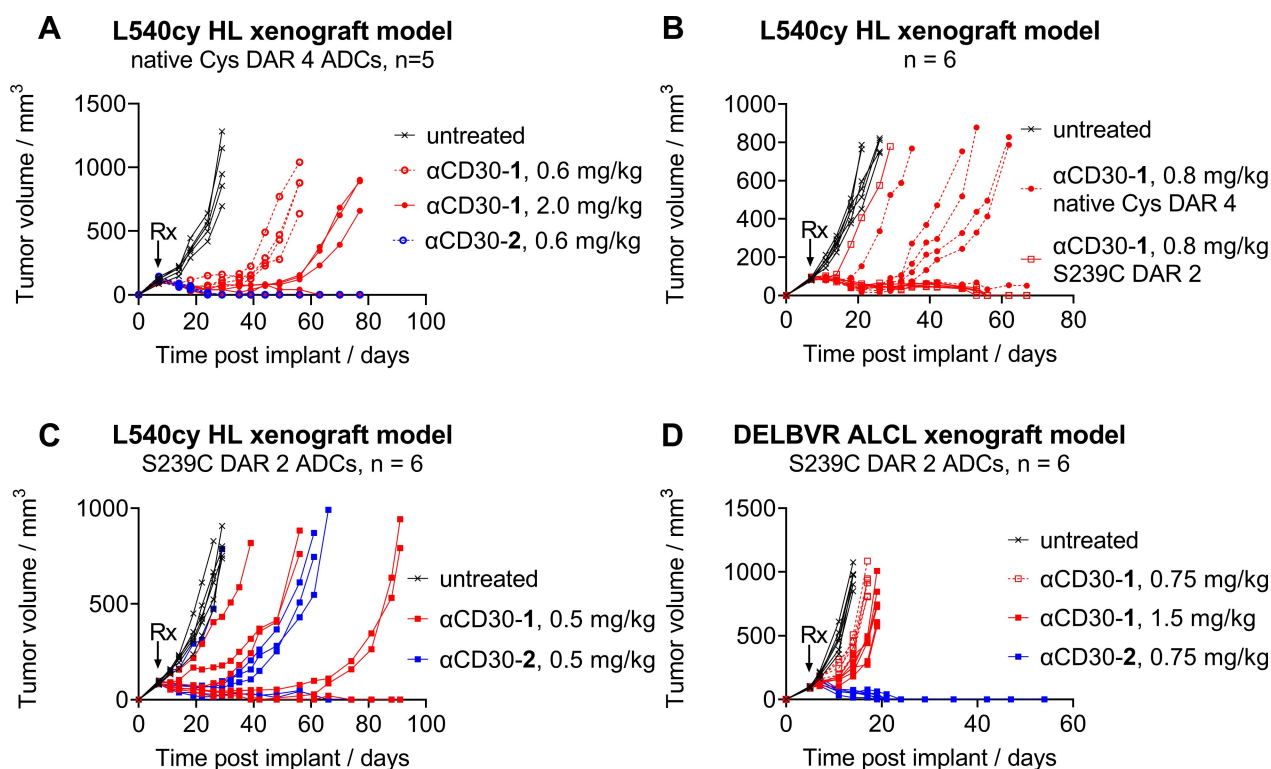 A
L540cy HL xenograft model
native Cys DAR 4 ADCs, n=5
Tumor volume / mm³
1500
1000
500
0
Rx
untreated
αCD30-1, 0.6 mg/kg
αCD30-1, 2.0 mg/kg
αCD30-2, 0.6 mg/kg
0 20 40 60 80 100
Time post implant / days
B
L540cy HL xenograft model
n = 6
Tumor volume / mm³
1000
800
600
400
200
0
Rx
untreated
αCD30-1, 0.8 mg/kg
native Cys DAR 4
αCD30-1, 0.8 mg/kg
S239C DAR 2
0 20 40 60 80
Time post implant / days
C
L540cy HL xenograft model
S239C DAR 2 ADCs, n = 6
Tumor volume / mm³
1000
500
0
Rx
untreated
αCD30-1, 0.5 mg/kg
αCD30-2, 0.5 mg/kg
0 20 40 60 80 100
Time post implant / days
D
DELBVR ALCL xenograft model
S239C DAR 2 ADCs, n = 6
Tumor volume / mm³
1500
1000
500
0
Rx
untreated
αCD30-1, 0.75 mg/kg
αCD30-1, 1.5 mg/kg
αCD30-2, 0.75 mg/kg
0 20 40 60
Time post implant / days